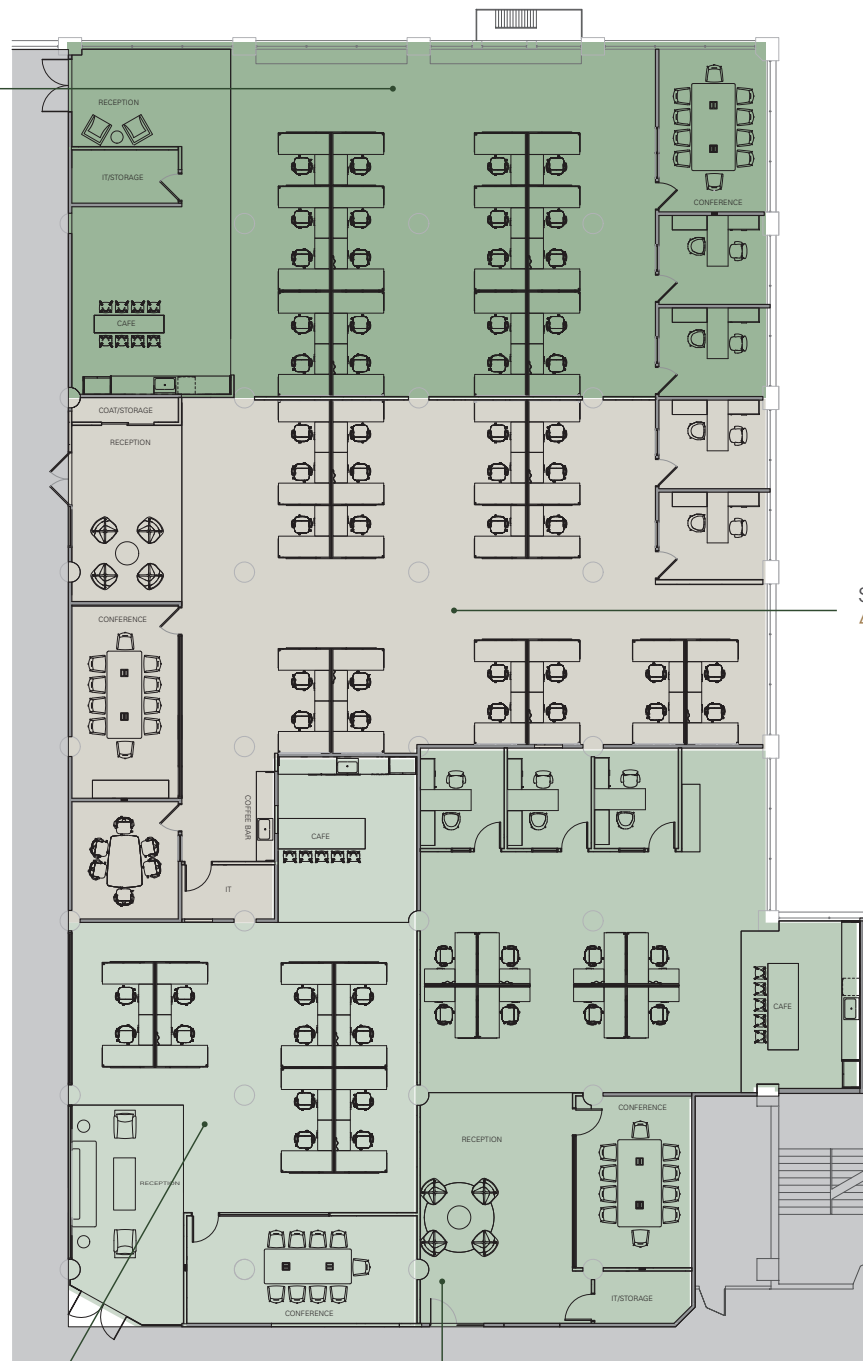 RECEPTION
IT/STORAGE
CONFERENCE
CAFE
COAT/STORAGE
RECEPTION
CONFERENCE
COFFEE BAR
CAFE
IT
CAFE
CONFERENCE
RECEPTION
RECEPTION
IT/STORAGE
CONFERENCE